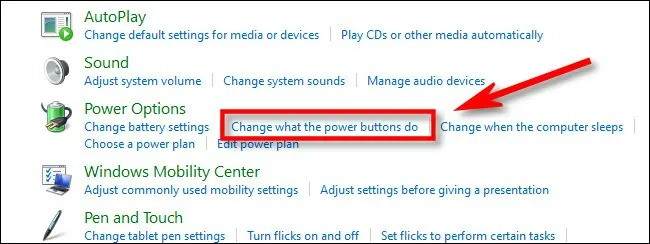 AutoPlay
Change default settings for media or devices | Play CDs or other media automatically
Sound
Adjust system volume | Change system sounds | Manage audio devices
Power Options
Change battery settings | Change what the power buttons do | Change when the computer sleeps |
Choose a power plan | Edit power plan
Windows Mobility Center
Adjust commonly used mobility settings | Adjust settings before giving a presentation
Pen and Touch
Change tablet pen settings | Turn flicks on and off | Set flicks to perform certain tasks |